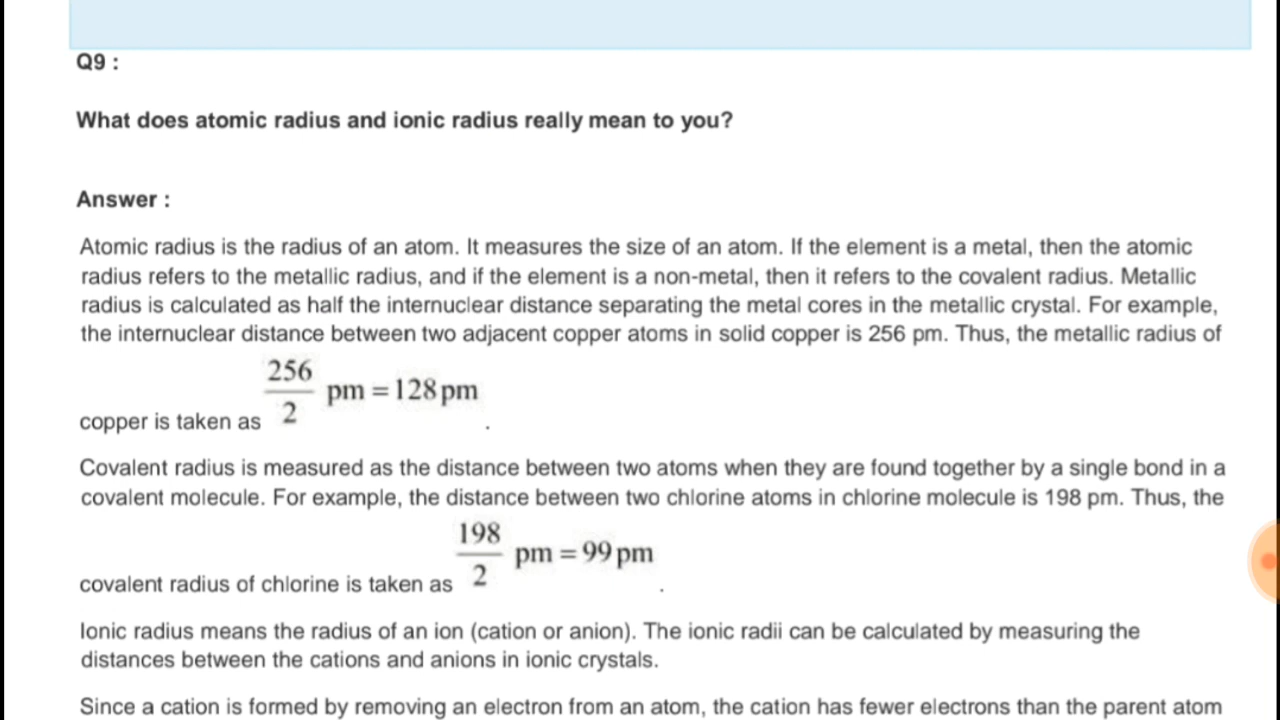 Q9 :
What does atomic radius and ionic radius really mean to you?
Answer :
Atomic radius is the radius of an atom. It measures the size of an atom. If the element is a metal, then the atomic
radius refers to the metallic radius, and if the element is a non-metal, then it refers to the covalent radius. Metallic
radius is calculated as half the internuclear distance separating the metal cores in the metallic crystal. For example,
the internuclear distance between two adjacent copper atoms in solid copper is 256 pm. Thus, the metallic radius of
copper is taken as 256/2 pm = 128 pm .
Covalent radius is measured as the distance between two atoms when they are found together by a single bond in a
covalent molecule. For example, the distance between two chlorine atoms in chlorine molecule is 198 pm. Thus, the
covalent radius of chlorine is taken as 198/2 pm = 99 pm .
Ionic radius means the radius of an ion (cation or anion). The ionic radii can be calculated by measuring the
distances between the cations and anions in ionic crystals.
Since a cation is formed by removing an electron from an atom, the cation has fewer electrons than the parent atom